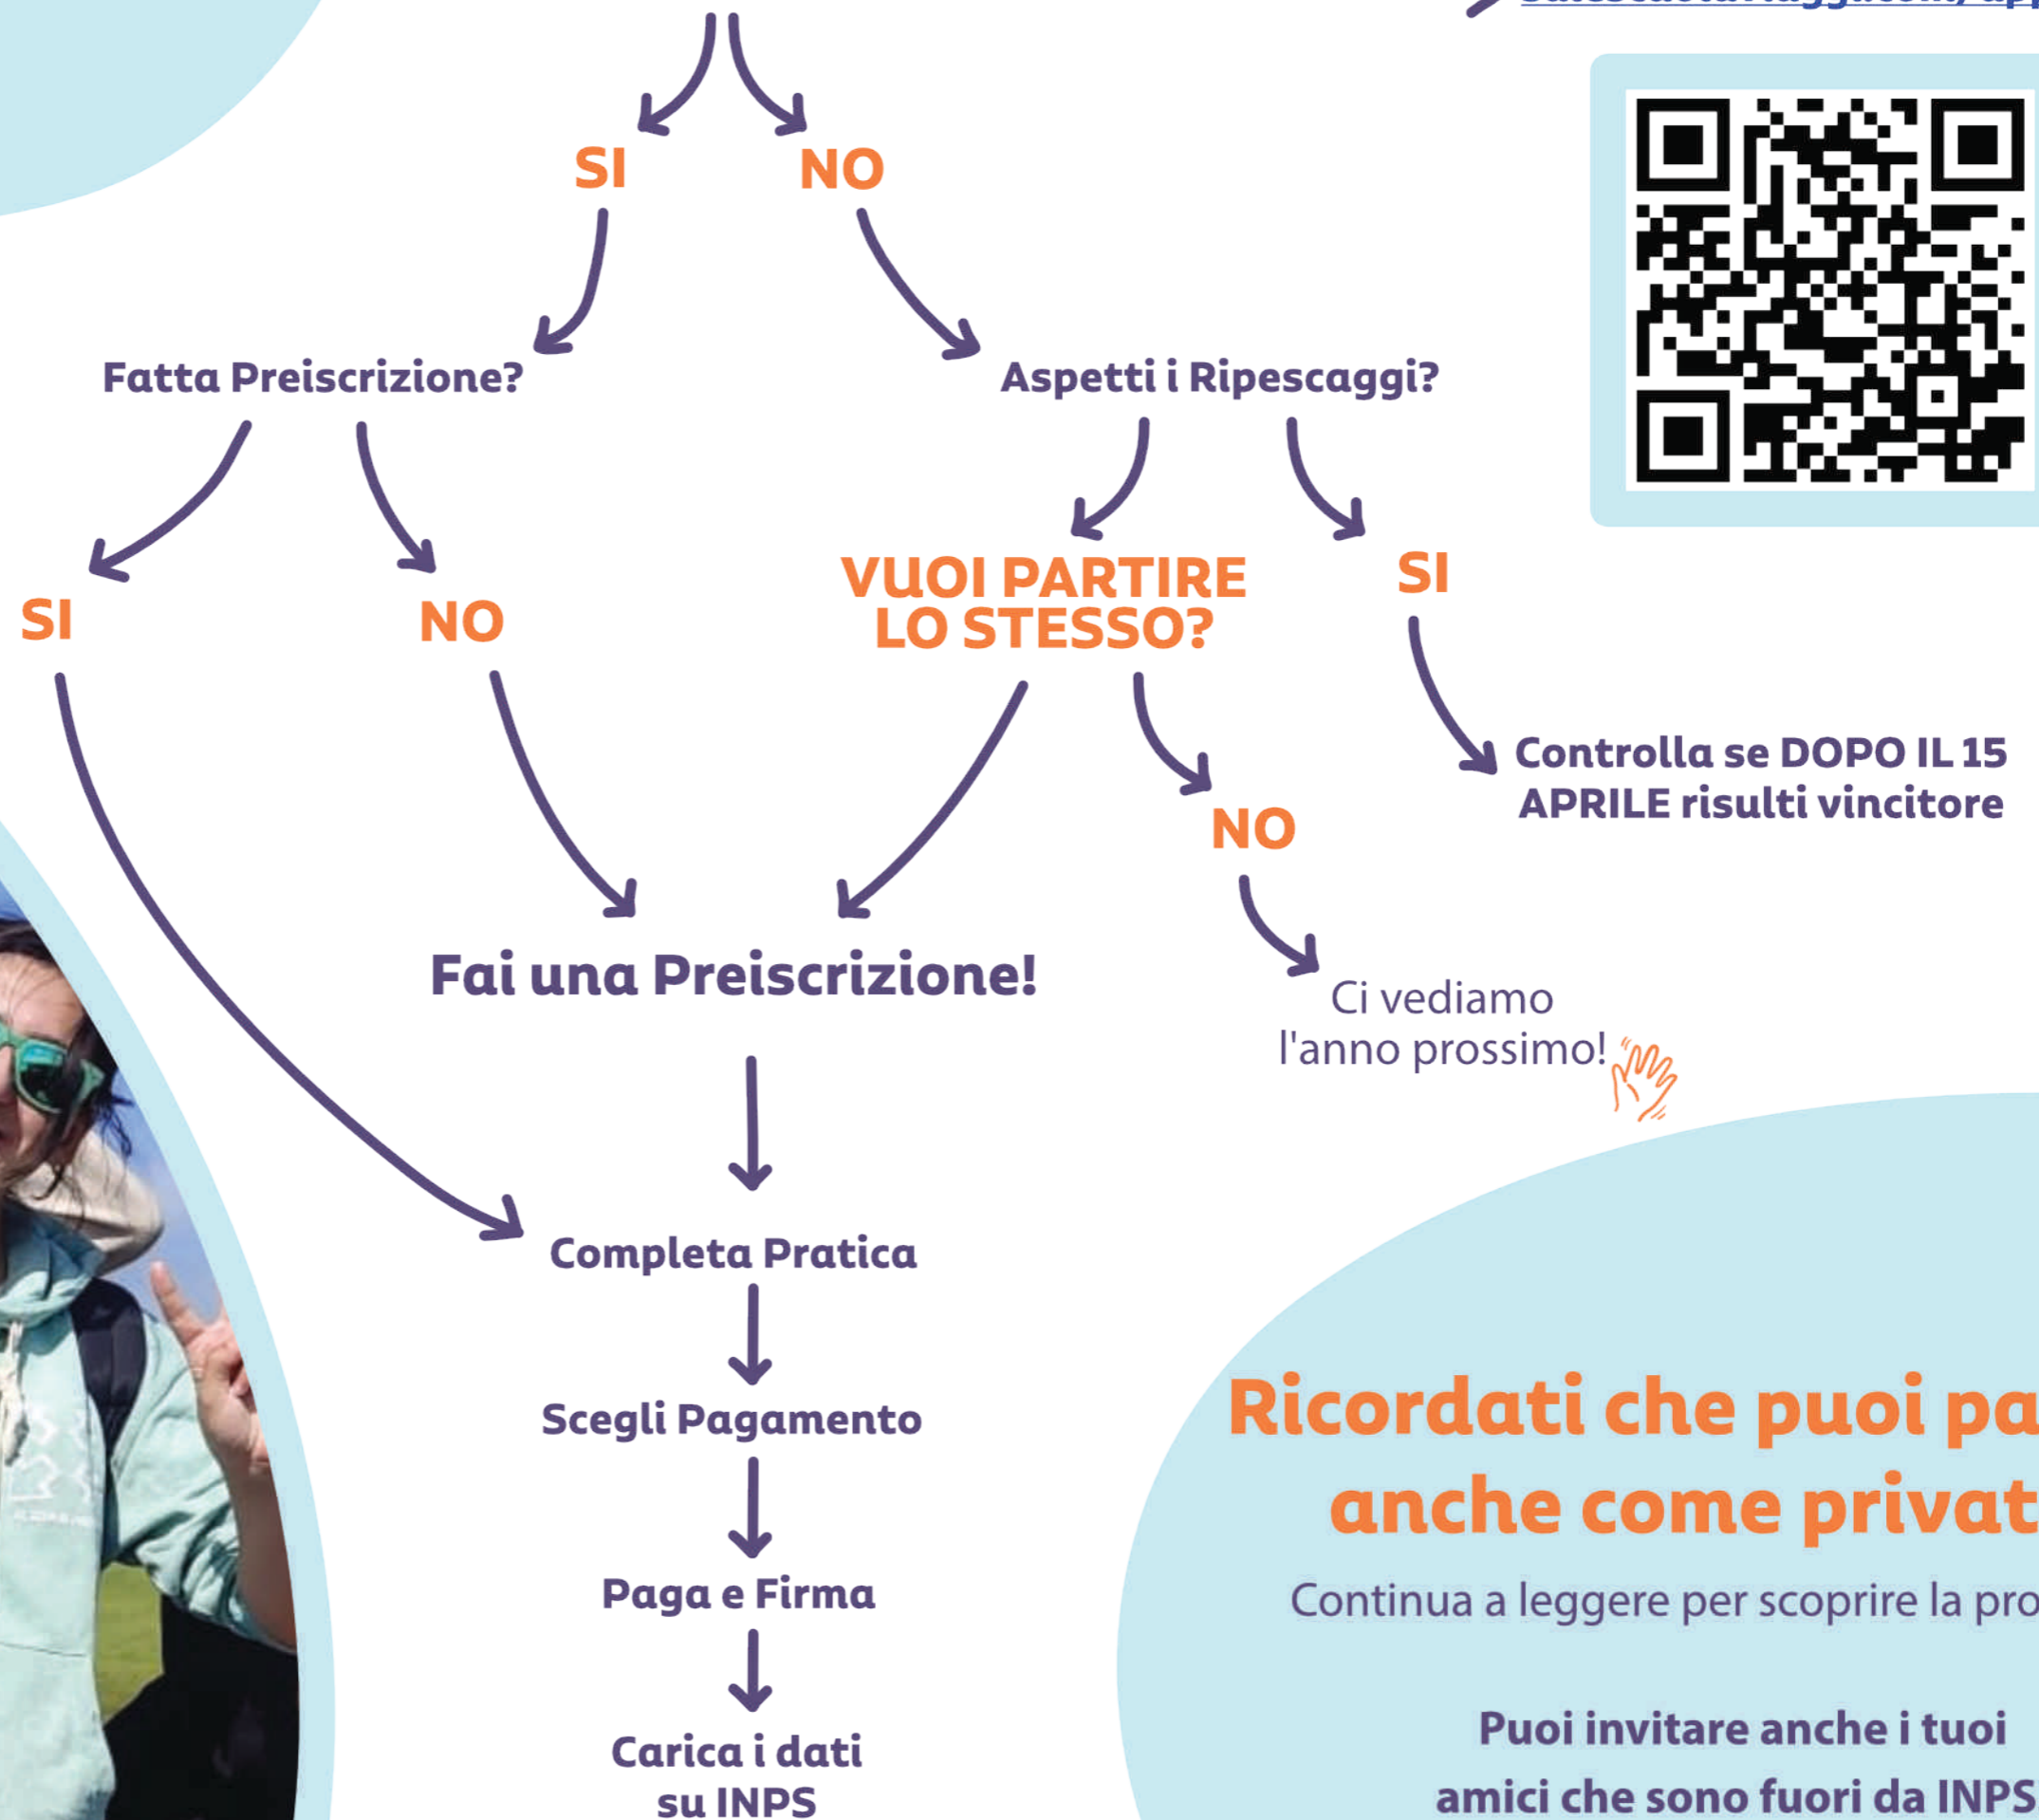 SI
NO
Fatta Preiscrizione?
Aspetti i Ripescaggi?
VUOI PARTIRE
LO STESSO?
SI
SI
NO
Controlla se DOPO IL 15
APRILE risulti vincitore
NO
Fai una Preiscrizione!
Ci vediamo
l'anno prossimo!
Completa Pratica
Scegli Pagamento
Paga e Firma
Carica i dati
su INPS
Ricordati che puoi
anche come
Continua a leggere per scoprire la
Puoi invitare anche i tuoi
amici che sono fuori da INPS